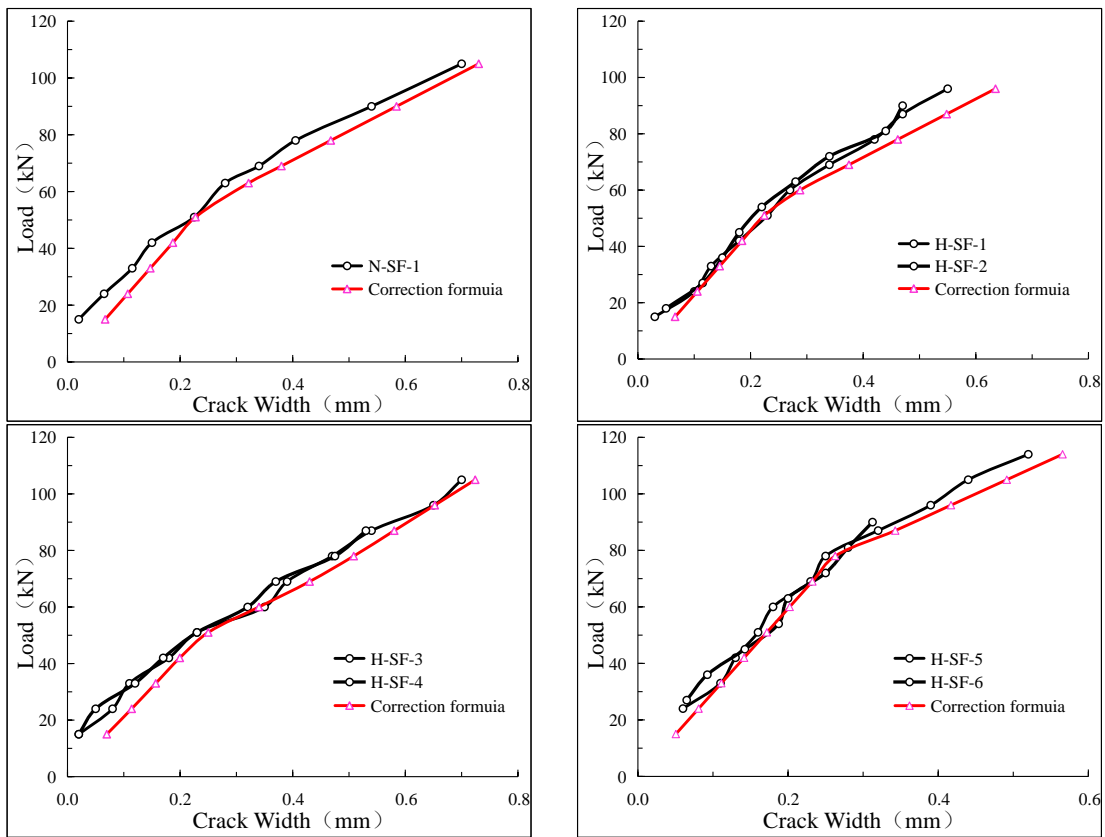 120
100
80
60
40
20
0
Load（kN）
N-SF-1
Correction formuia
0.0 0.2 0.4 0.6 0.8
Crack Width（mm）
120
100
80
60
40
20
0
Load（kN）
H-SF-1
H-SF-2
Correction formuia
0.0 0.2 0.4 0.6 0.8
Crack Width（mm）
120
100
80
60
40
20
0
Load（kN）
H-SF-3
H-SF-4
Correction formuia
0.0 0.2 0.4 0.6 0.8
Crack Width（mm）
120
100
80
60
40
20
0
Load（kN）
H-SF-5
H-SF-6
Correction formuia
0.0 0.2 0.4 0.6 0.8
Crack Width（mm）